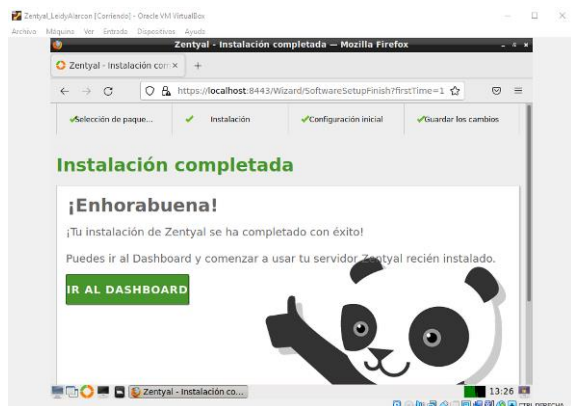 Zentyal_LeidyAlarcon [Corriendo] - Oracle VM VirtualBox
Archivo Máquina Ver Entrada Dispositivos Ayuda
Zentyal - Instalación completada — Mozilla Firefox
Zentyal - Instalación com
https://localhost:8443/Wizard/SoftwareSetupFinish?firstTime=1
Selección de paque... Instalación Configuración inicial Guardar los cambios
Instalación completada
¡Enhorabuena!
¡Tu instalación de Zentyal se ha completado con éxito!
Puedes ir al Dashboard y comenzar a usar tu servidor Zentyal recién instalado.
IR AL DASHBOARD
Zentyal - Instalación co... 13:26
CTRL DERECHA